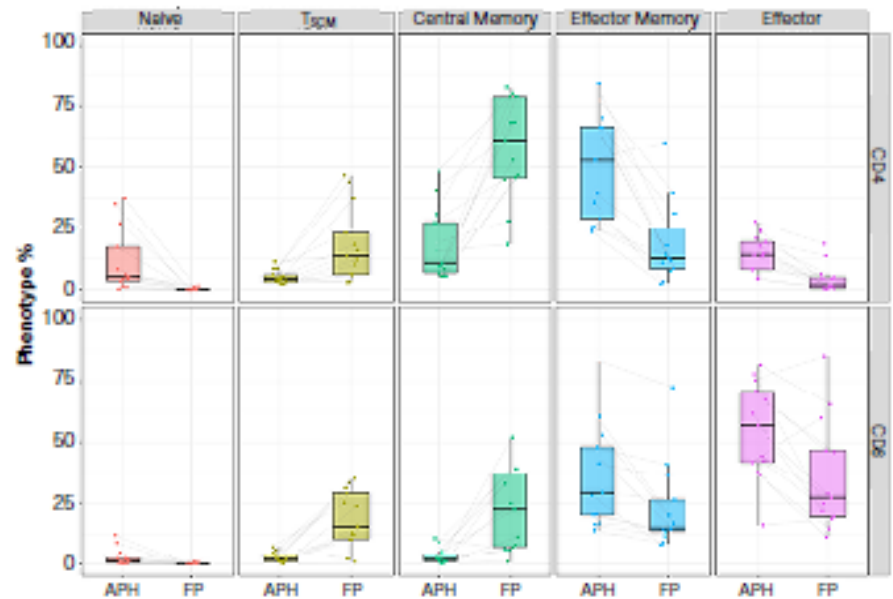 Naive T_SCM Central Memory Effector Memory Effector
100
75
50
25
0
CD4
Phenotype %
100
75
50
25
0
CD8
APH FP APH FP APH FP APH FP APH FP